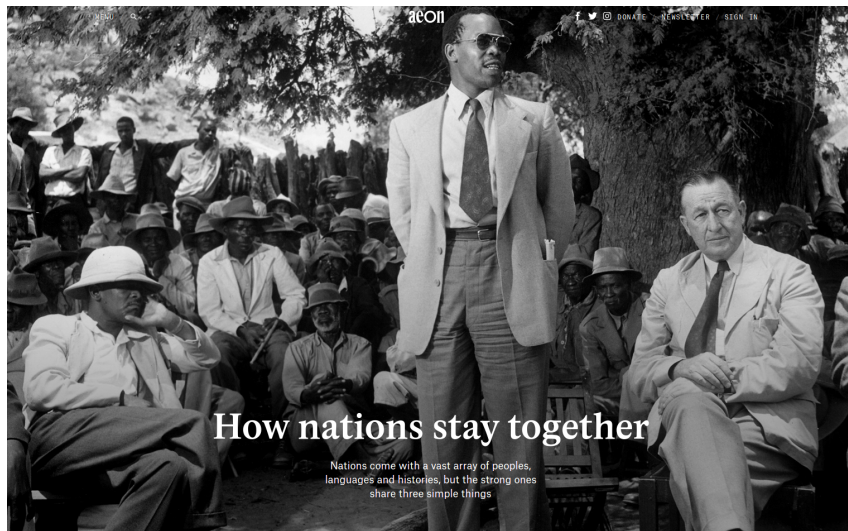 MENU
aeon
DONATE NEWSLETTER SIGN IN
How nations stay together
Nations come with a vast array of peoples,
languages and histories, but the strong ones
share three simple things